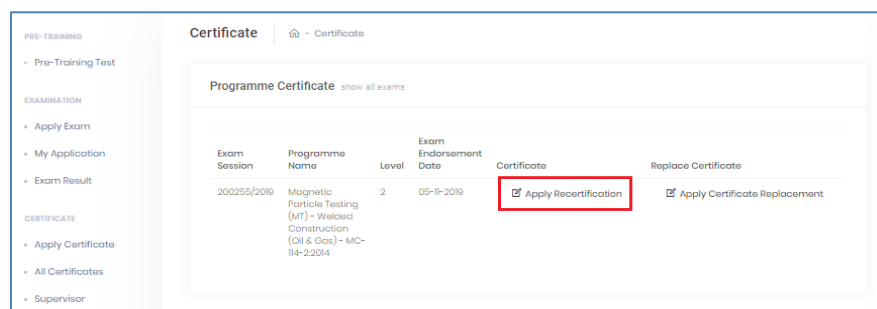 PRE-TRAINING
Pre-Training Test
EXAMINATION
Apply Exam
My Application
Exam Result
CERTIFICATE
Apply Certificate
All Certificates
Supervisor
Certificate - Certificate
Programme Certificate show all exams
Exam Session
Programme Name
Level
Exam Endorsement Date
Certificate
Replace Certificate
200255/2019
Magnetic
Particle Testing
(MT) - Welded
Construction
(Oil & Gas) - MC-
114-2:2014
2
05-11-2019
Apply Recertification
Apply Certificate Replacement